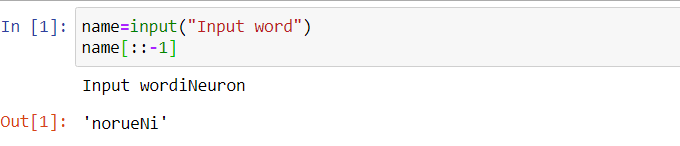 In [1]: name=input("Input word")
name[::-1]
Input wordiNeuron
Out[1]: 'norueNi'